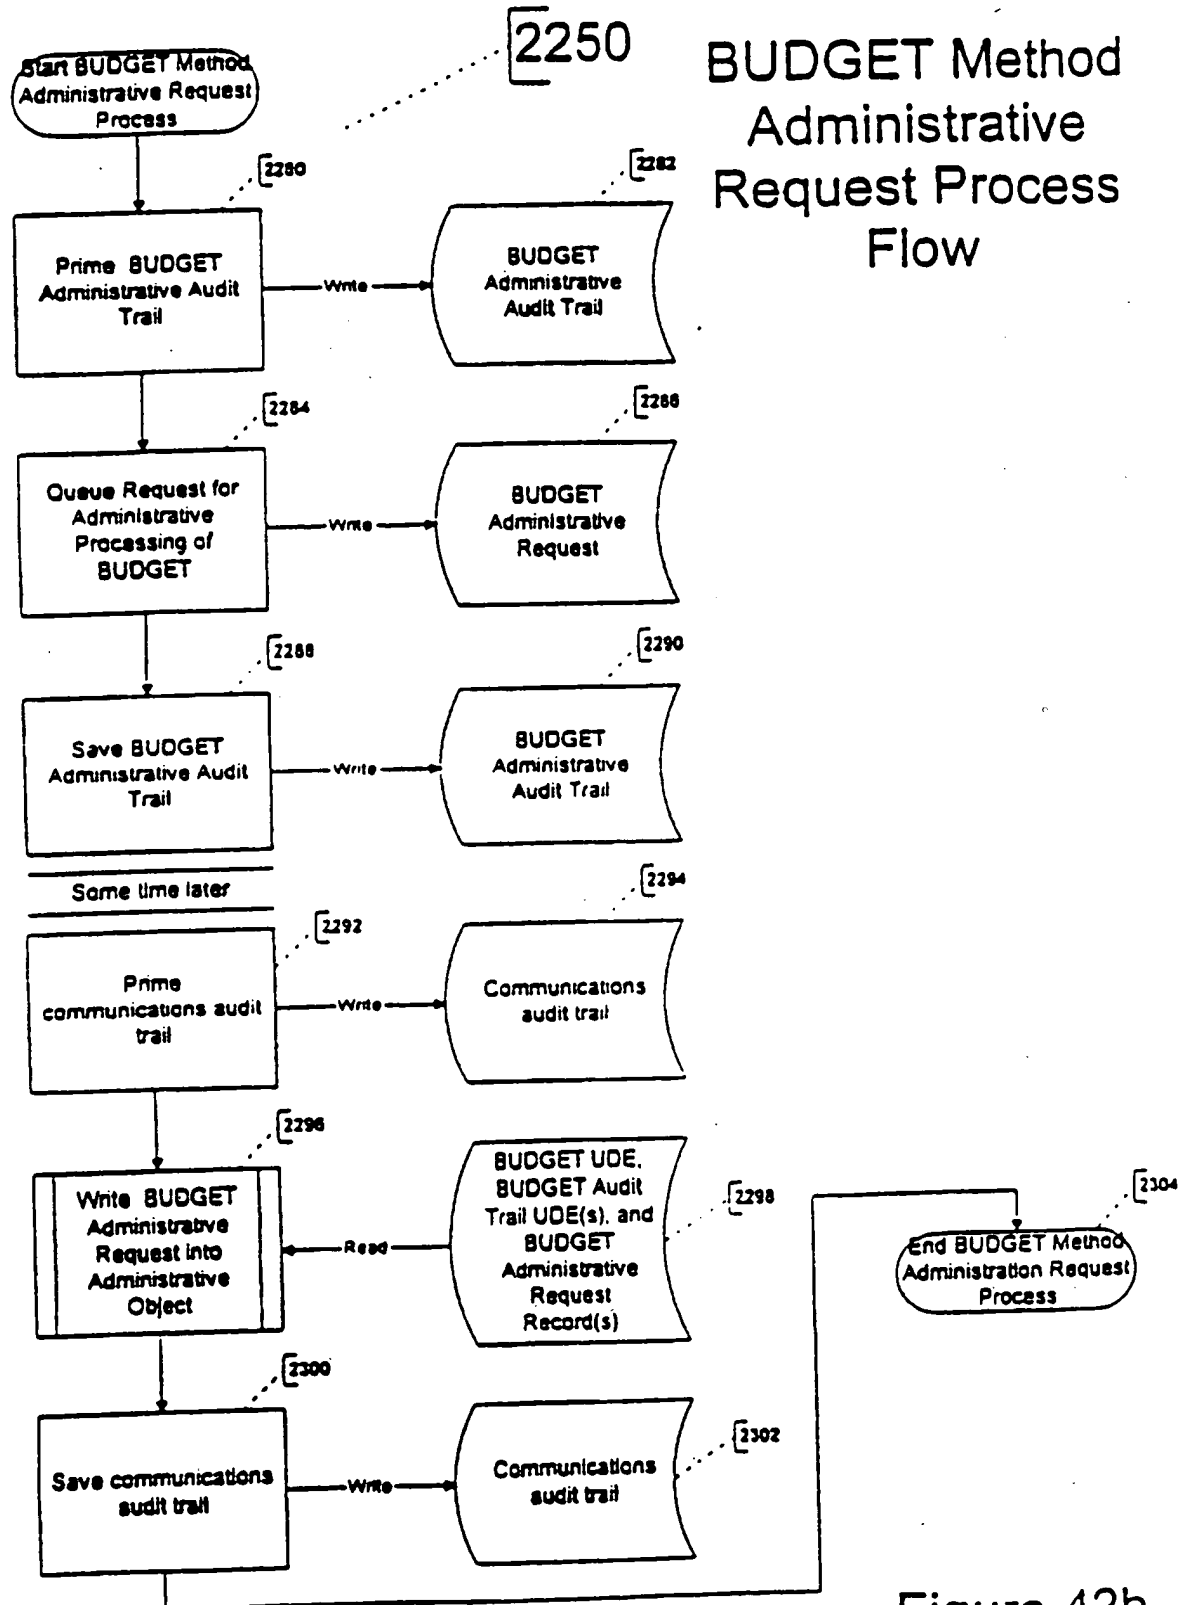 2250
BUDGET Method
Administrative
Request Process
Flow
Start BUDGET Method
Administrative Request
Process
2280
Prime BUDGET
Administrative Audit
Trail
Write
2282
BUDGET
Administrative
Audit Trail
2284
Queue Request for
Administrative
Processing of
BUDGET
Write
2286
BUDGET
Administrative
Request
2288
Save BUDGET
Administrative Audit
Trail
Write
2290
BUDGET
Administrative
Audit Trail
Some time later
2292
Prime
communications audit
trail
Write
2294
Communications
audit trail
2296
Write BUDGET
Administrative
Request into
Administrative
Object
Read
2298
BUDGET UDE,
BUDGET Audit
Trail UDE(s), and
BUDGET
Administrative
Request
Record(s)
2300
Save communications
audit trail
Write
2302
Communications
audit trail
2304
End BUDGET Method
Administration Request
Process
Figure 42b